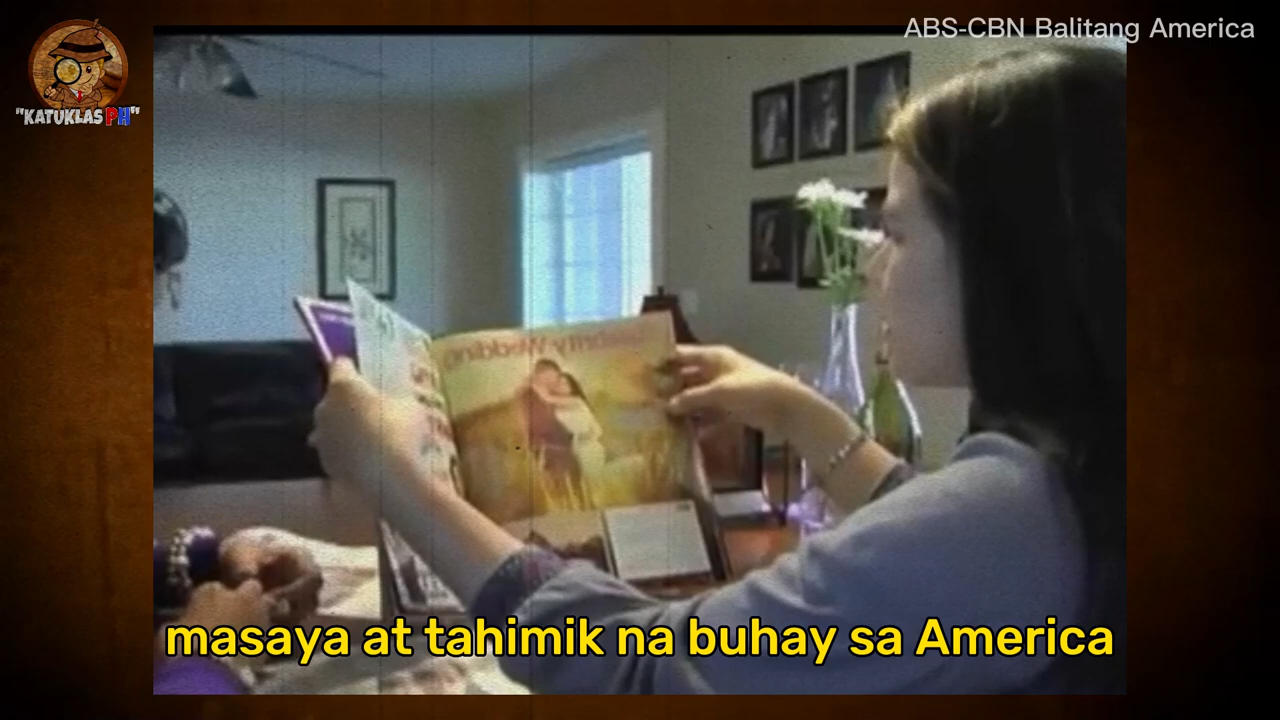 ABS-CBN Balitang America
"KATUKLAS PH"
masaya at tahimik na buhay sa America